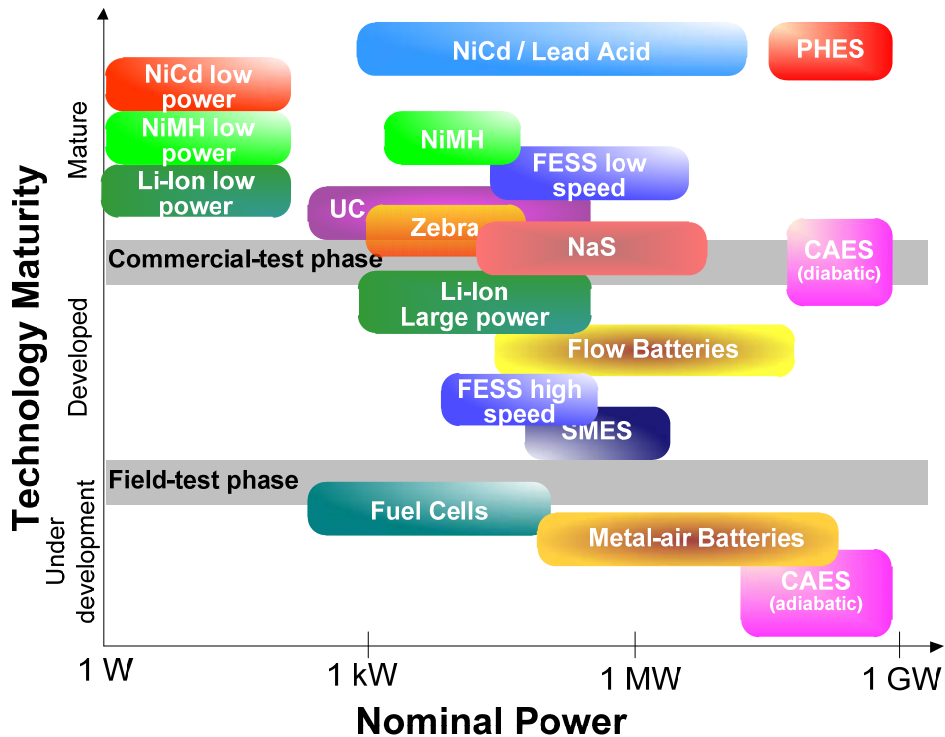 NiCd / Lead Acid
PHES
NiCd low
power
NiMH low
power
NiMH
FESS low
speed
Li-Ion low
power
UC
Zebra
NaS
CAES
(diabatic)
Commercial-test phase
Li-Ion
Large power
Flow Batteries
FESS high
speed
SMES
Field-test phase
Fuel Cells
Metal-air Batteries
CAES
(adiabatic)
Technology Maturity
Mature
Developed
Under
development
1 W
1 kW
1 MW
1 GW
Nominal Power